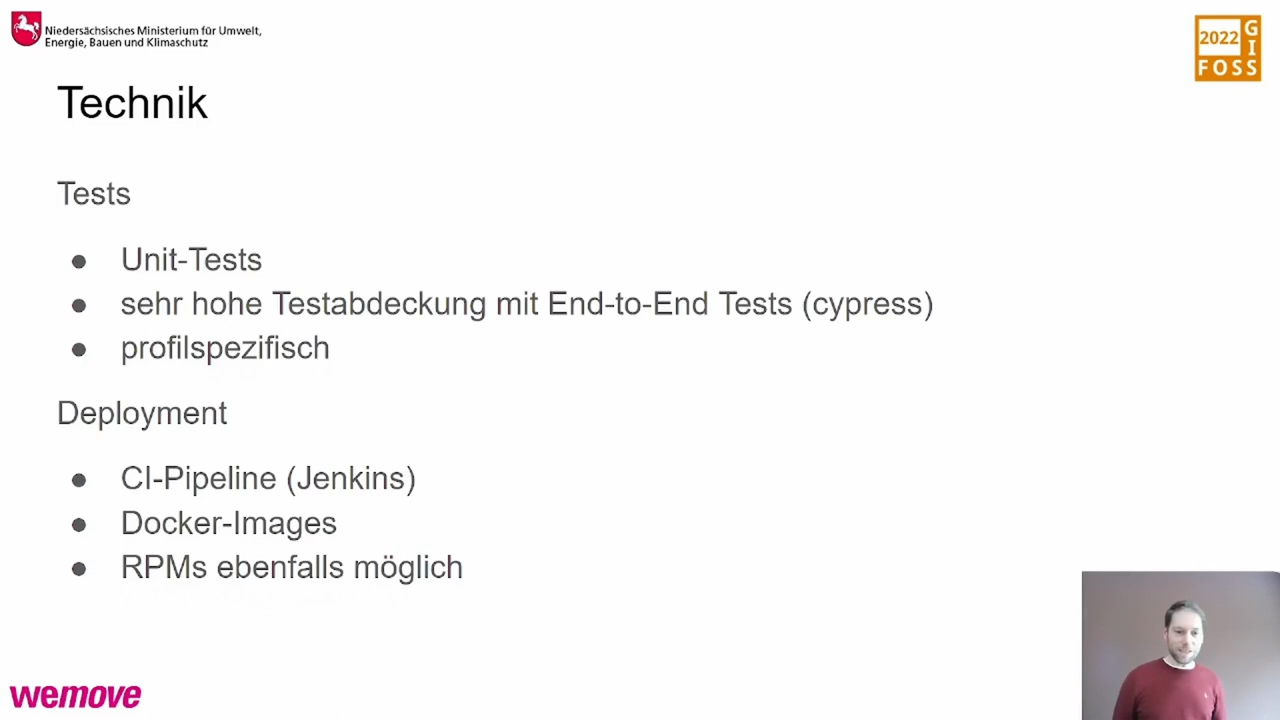 Niedersächsisches Ministerium für Umwelt,
Energie, Bauen und Klimaschutz
2022 G
I
FOSS
Technik
Tests
● Unit-Tests
● sehr hohe Testabdeckung mit End-to-End Tests (cypress)
● profilspezifisch
Deployment
● CI-Pipeline (Jenkins)
● Docker-Images
● RPMs ebenfalls möglich
wemove